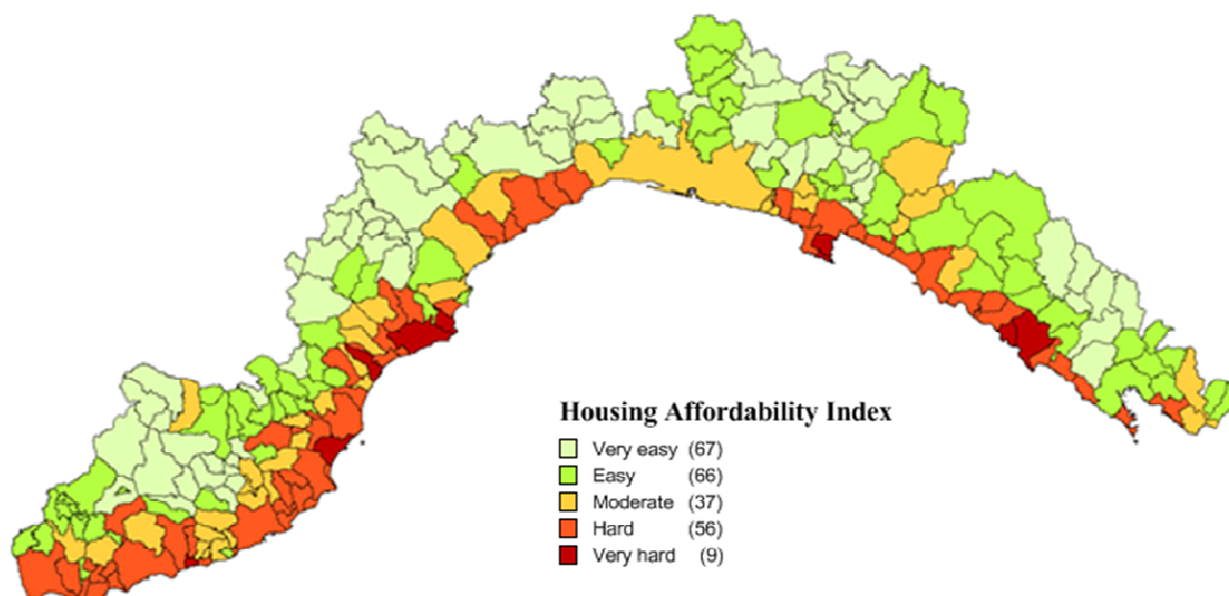 Housing Affordability Index
Very easy (67)
Easy (66)
Moderate (37)
Hard (56)
Very hard (9)